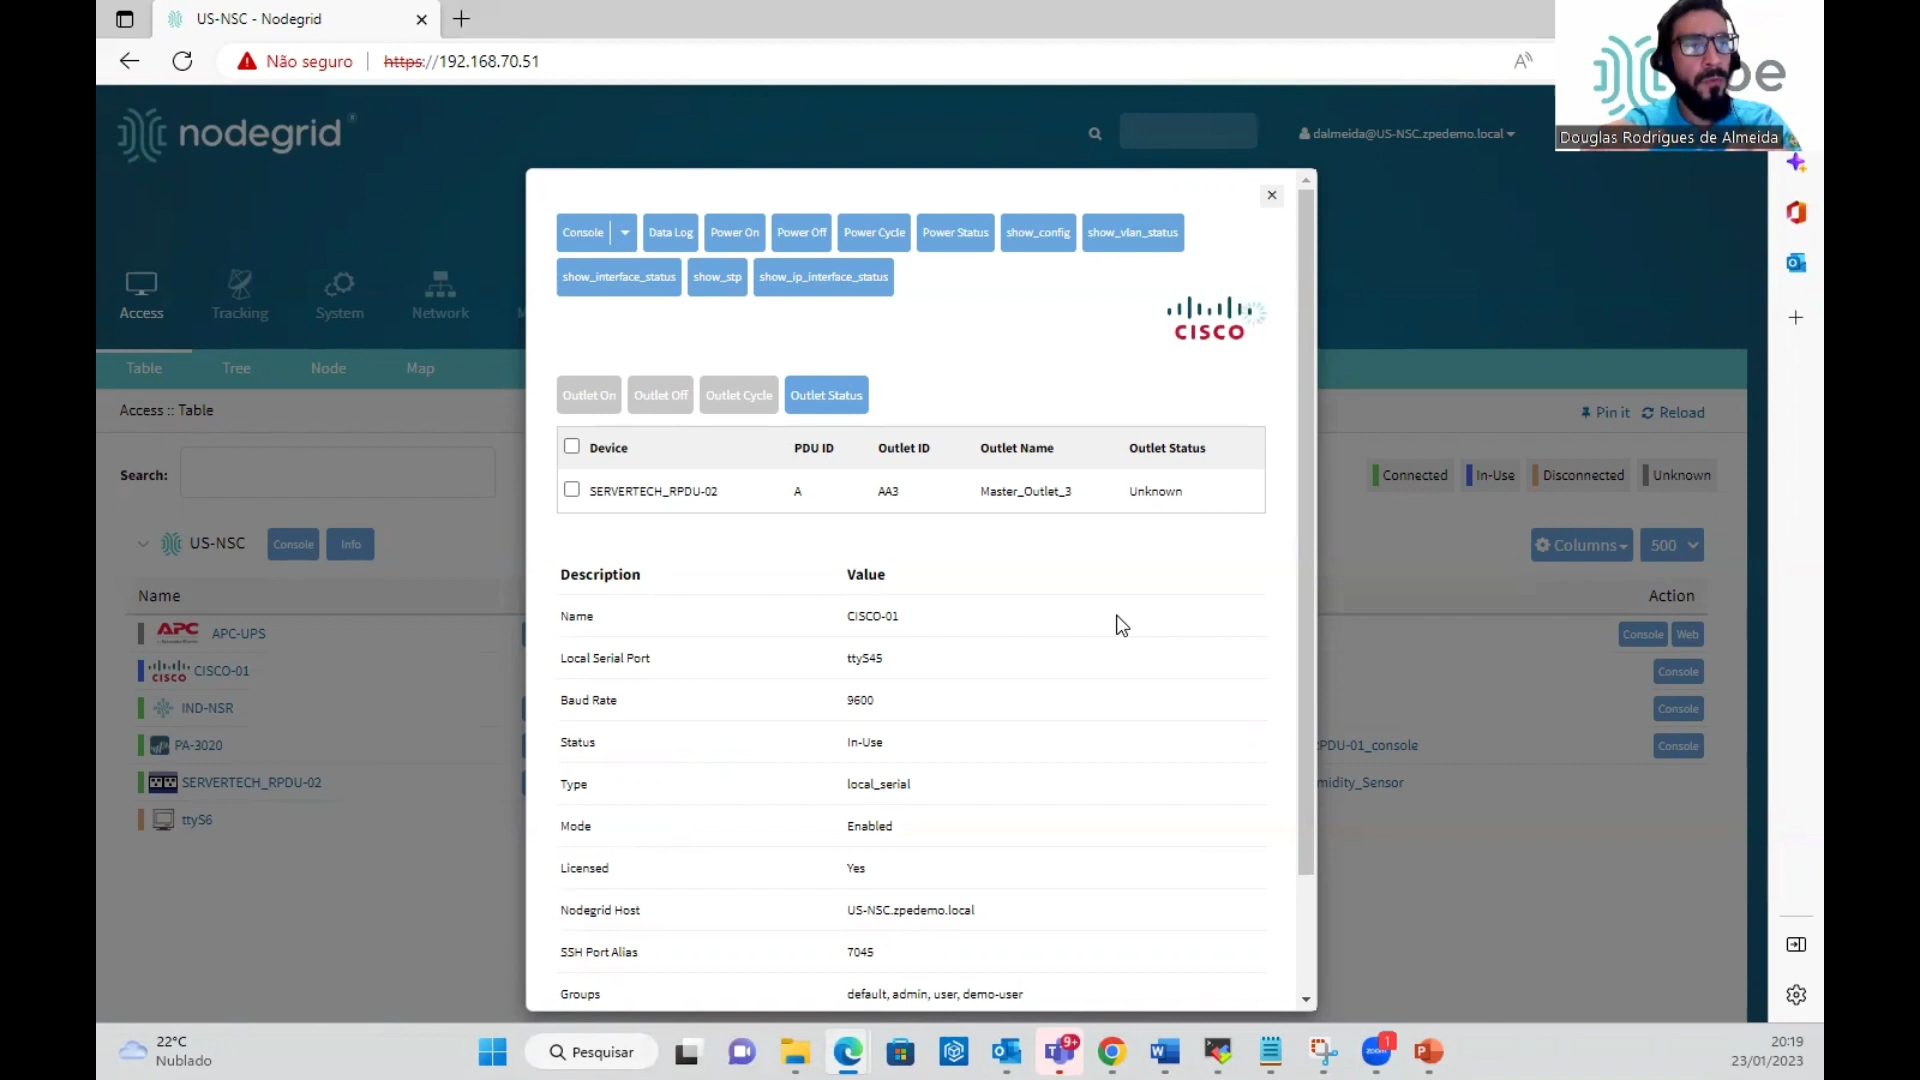 US-NSC - Nodegrid
Não seguro
https://192.168.70.51
Douglas Rodrigues de Almeida
nodegrid®
dalmeida@US-NSC.zpedemo.local
Access
Tracking
System
Network
Table
Tree
Node
Map
Access :: Table
Pin it
Reload
Search:
Connected
In-Use
Disconnected
Unknown
US-NSC
Console
Info
Columns
500
Name
Action
APC
APC-UPS
Console
Web
CISCO
CISCO-01
Console
IND-NSR
Console
PA-3020
PDU-01_console
Console
SERVERTECH_RPDU-02
midity_Sensor
ttyS6
Console
Data Log
Power On
Power Off
Power Cycle
Power Status
show_config
show_vlan_status
show_interface_status
show_stp
show_ip_interface_status
CISCO
Outlet On
Outlet Off
Outlet Cycle
Outlet Status
Device PDU ID Outlet ID Outlet Name Outlet Status
SERVERTECH_RPDU-02 A AA3 Master_Outlet_3 Unknown
Description Value
Name CISCO-01
Local Serial Port ttyS45
Baud Rate 9600
Status In-Use
Type local_serial
Mode Enabled
Licensed Yes
Nodegrid Host US-NSC.zpedemo.local
SSH Port Alias 7045
Groups default, admin, user, demo-user
22°C
Nublado
Pesquisar
9+
zoom
1
20:19
23/01/2023